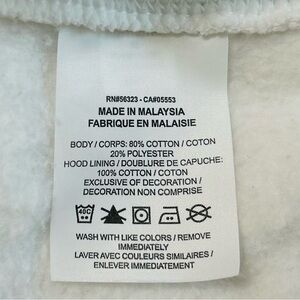 RN#56323 - CA#05553
MADE IN MALAYSIA
FABRIQUE EN MALAISIE
BODY / CORPS: 80% COTTON / COTON
20% POLYESTER
HOOD LINING / DOUBLURE DE CAPUCHE:
100% COTTON / COTON
EXCLUSIVE OF DECORATION /
DECORATION NON COMPRISE
40C
WASH WITH LIKE COLORS / REMOVE
IMMEDIATELY
LAVER AVEC COULEURS SIMILAIRES /
ENLEVER IMMEDIATEMENT